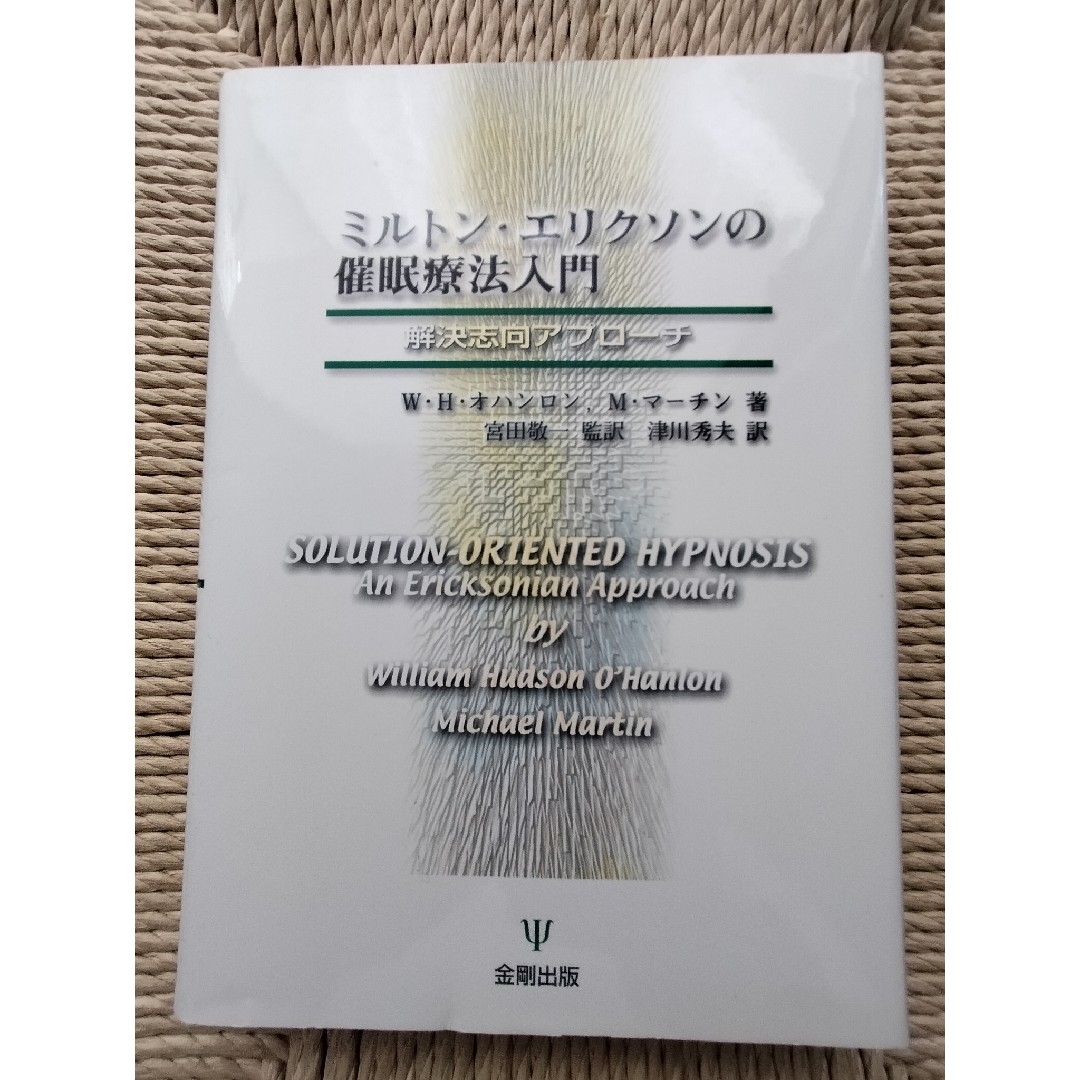 ミルトン・エリクソンの
催眠療法入門
解決志向アプローチ
W・H・オハンロン, M・マーチン 著
宮田敬一 監訳 津川秀夫 訳
SOLUTION-ORIENTED HYPNOSIS
An Ericksonian Approach
by
William Hudson O'Hanlon
Michael Martin
Ψ
金剛出版